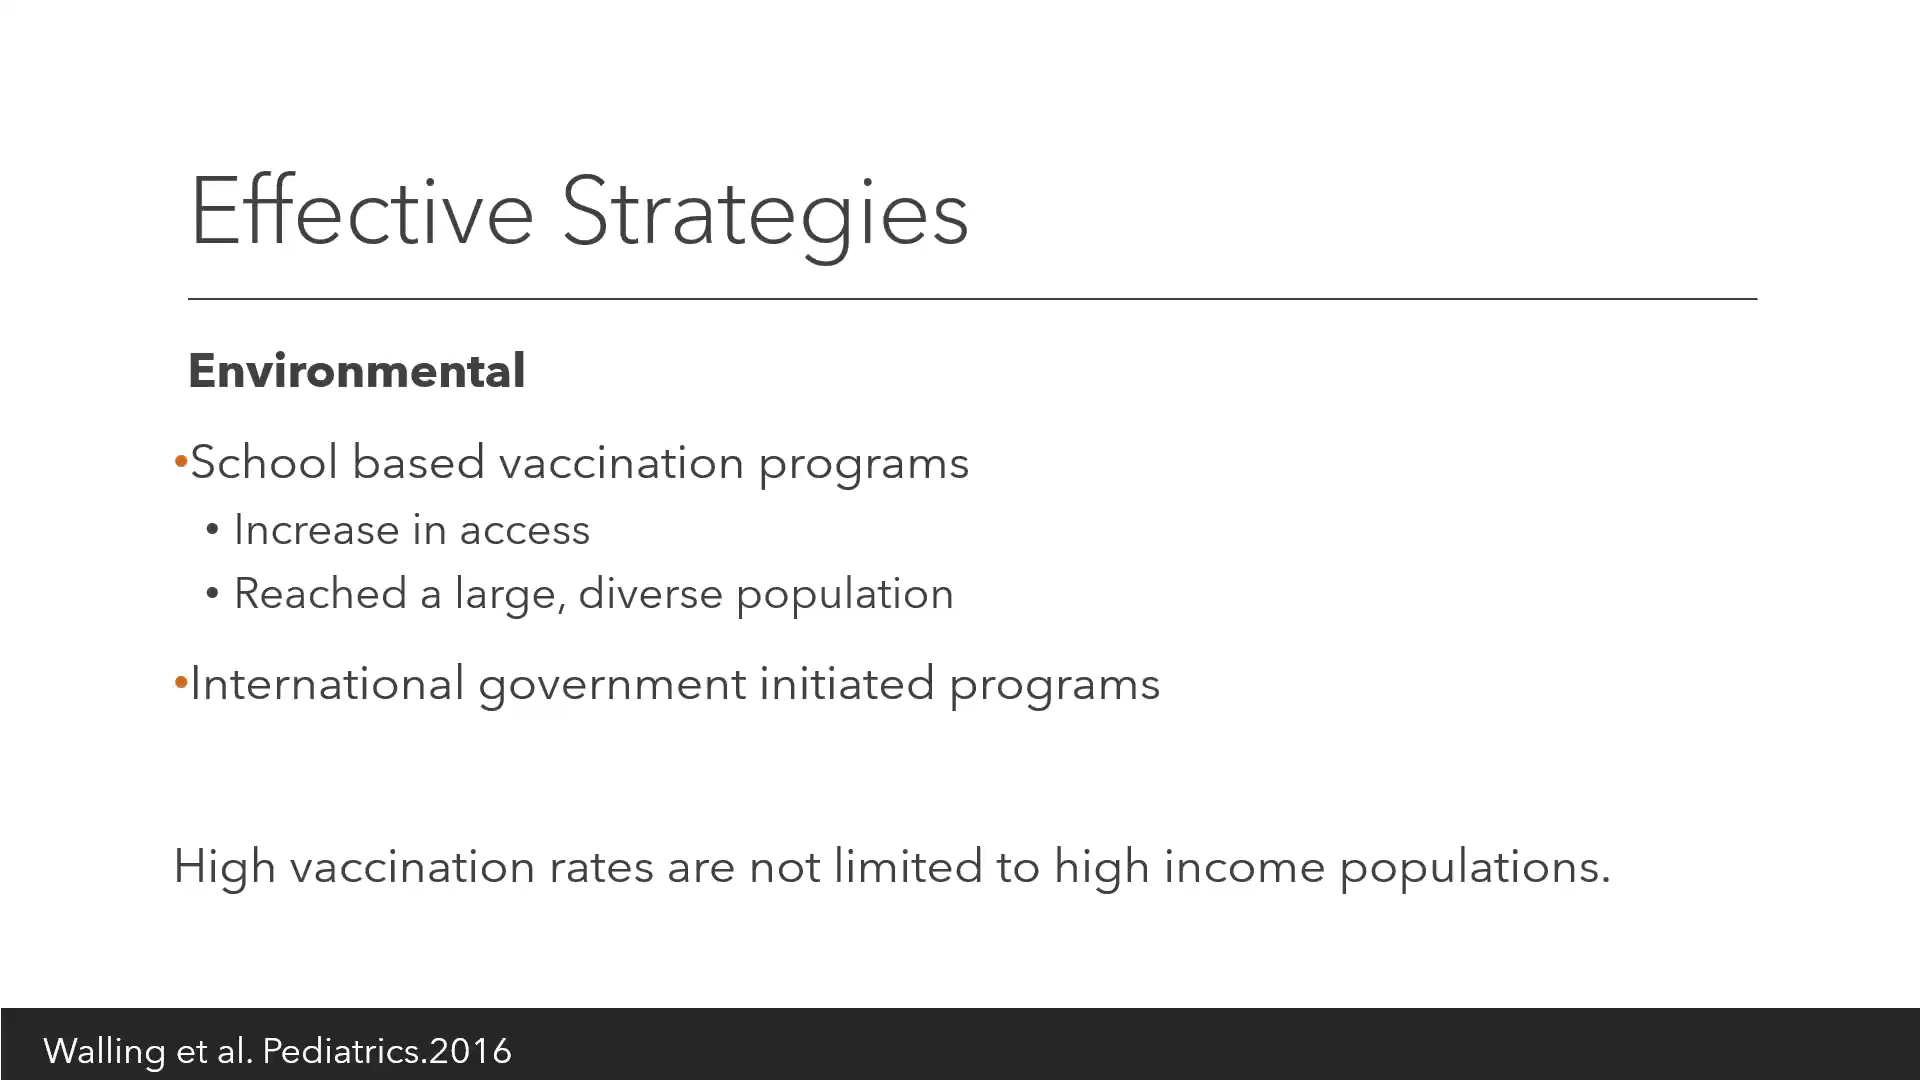 Effective Strategies
Environmental
•School based vaccination programs
• Increase in access
• Reached a large, diverse population
•International government initiated programs
High vaccination rates are not limited to high income populations.
Walling et al. Pediatrics.2016